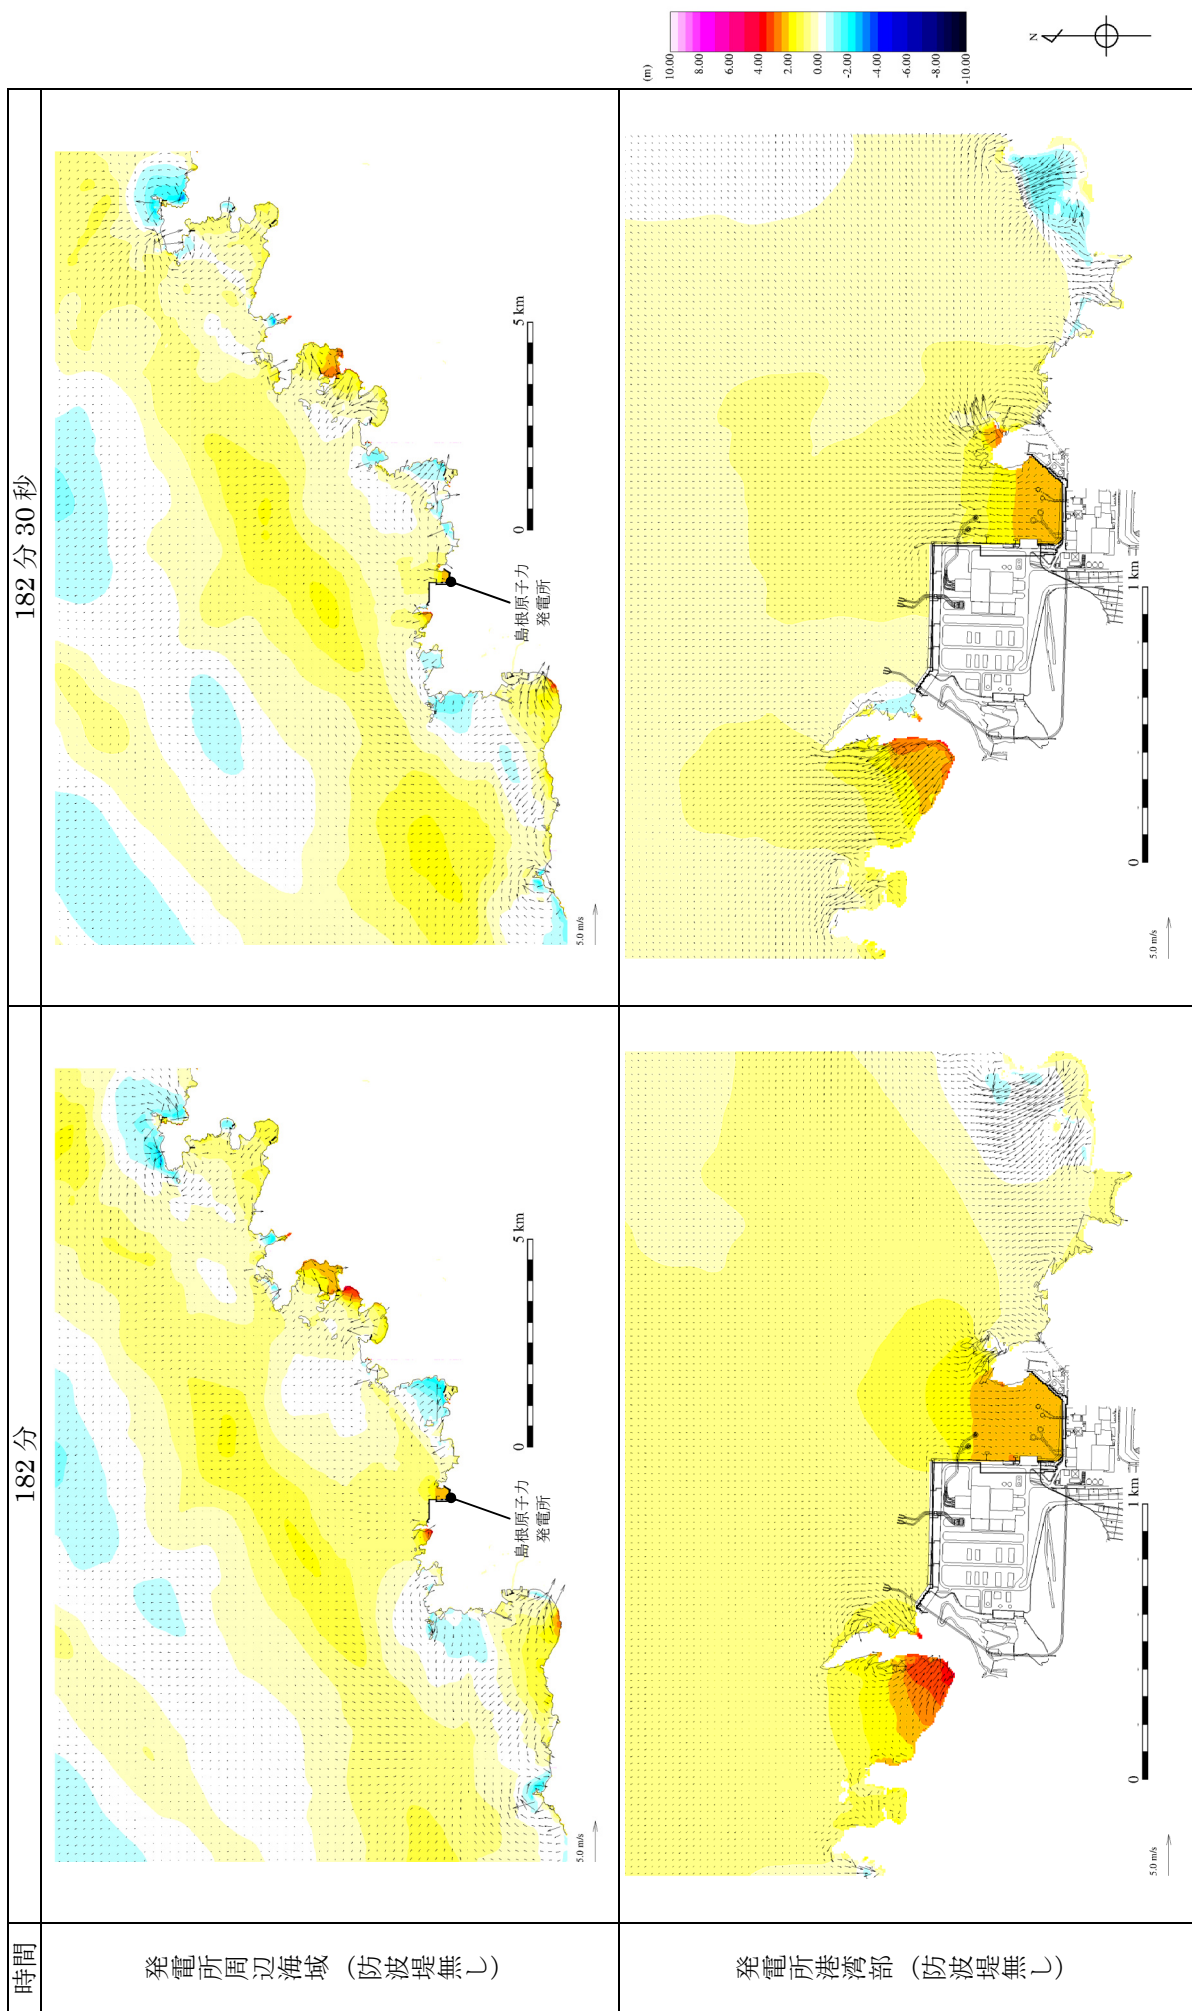 時間
182分
182分30秒
発電所周辺海域（防波堤無し）
島根原子力
発電所
0
5 km
5.0 m/s
島根原子力
発電所
0
5 km
5.0 m/s
発電所港湾部（防波堤無し）
0
1 km
5.0 m/s
0
1 km
5.0 m/s
(m)
10.00
8.00
6.00
4.00
2.00
0.00
-2.00
-4.00
-6.00
-8.00
-10.00
N